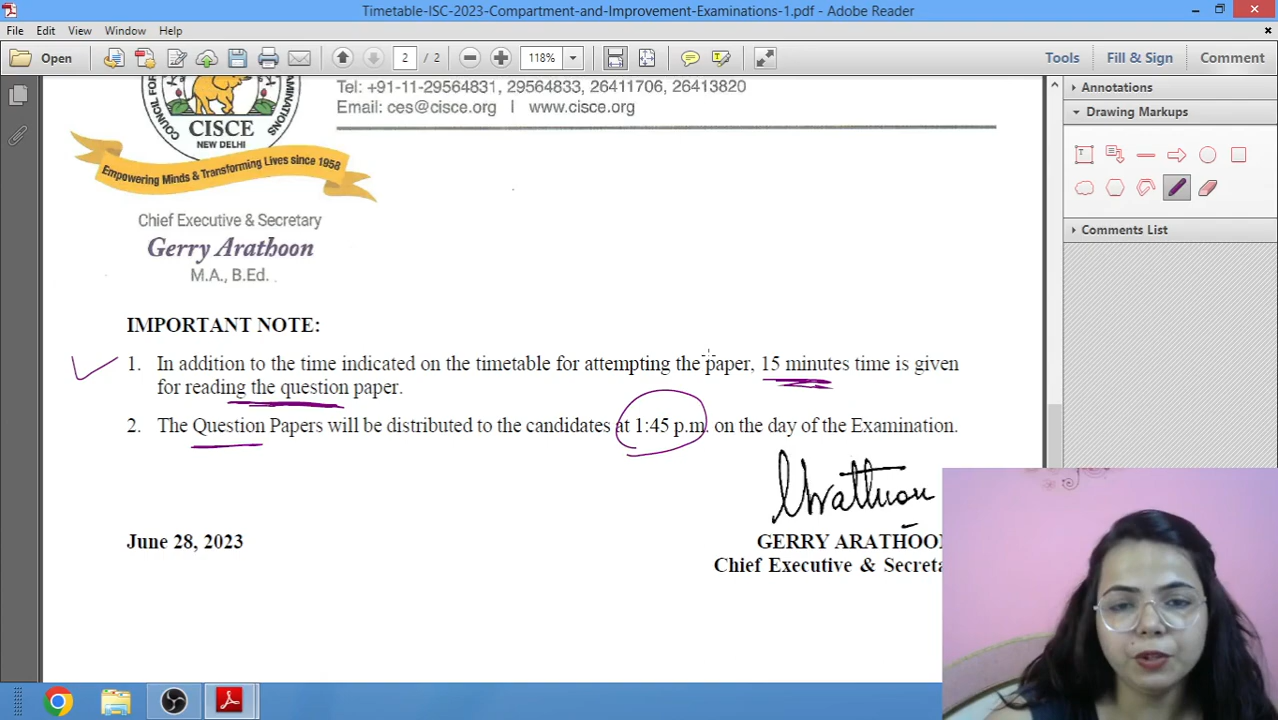 Timetable-ISC-2023-Compartment-and-Improvement-Examinations-1.pdf - Adobe Reader
File Edit View Window Help
Open 2 / 2 118% Tools Fill & Sign Comment
Annotations
Drawing Markups
T T
Comments List
COUNCIL FOR
AMINATIONS
CISCE
NEW DELHI
Empowering Minds & Transforming Lives since 1958
Tel: +91-11-29564831, 29564833, 26411706, 26413820
Email: ces@cisce.org | www.cisce.org
Chief Executive & Secretary
Gerry Arathoon
M.A., B.Ed.
IMPORTANT NOTE:
1. In addition to the time indicated on the timetable for attempting the paper, 15 minutes time is given
for reading the question paper.
2. The Question Papers will be distributed to the candidates at 1:45 p.m. on the day of the Examination.
June 28, 2023
GERRY ARATHOON
Chief Executive & Secreta